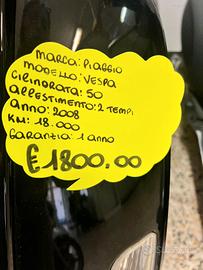 MARCA: PIAGGIO
MODELLO: VESPA
CILINDRATA: 50
ALLESTIMENTO: 2 TEMPI
ANNO: 2008
KM: 18.000
GARANZIA: 1 ANNO
€ 1800.00